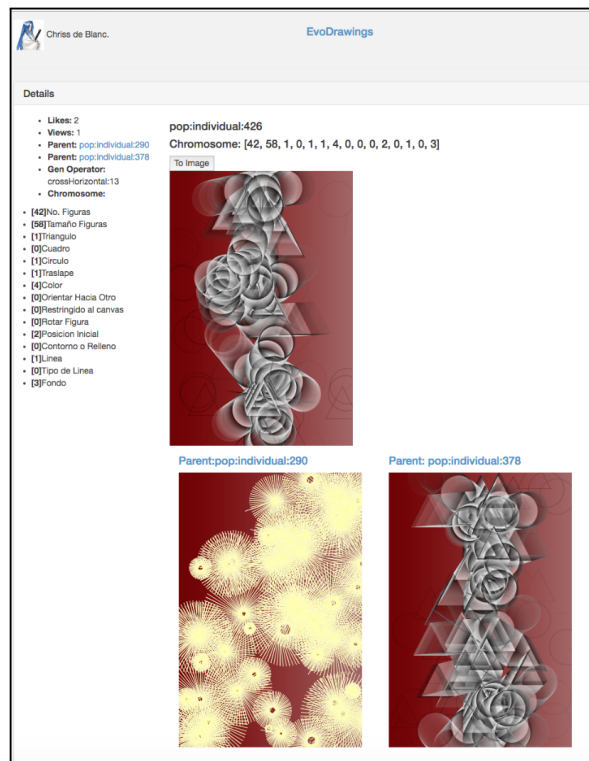 Chriss de Blanc.
EvoDrawings
Details
Likes: 2
Views: 1
Parent: pop:individual:290
Parent: pop:individual:378
Gen Operator:
crossHorizontal:13
Chromosome:
[42]No. Figuras
[58]Tamaño Figuras
[1]Triangulo
[0]Cuadro
[1]Circulo
[1]Traslape
[4]Color
[0]Orientar Hacia Otro
[0]Restringido al canvas
[0]Rotar Figura
[2]Posicion Inicial
[0]Contorno o Relleno
[1]Linea
[0]Tipo de Linea
[3]Fondo
pop:individual:426
Chromosome: [42, 58, 1, 0, 1, 1, 4, 0, 0, 0, 2, 0, 1, 0, 3]
To Image
Parent:pop:individual:290
Parent: pop:individual:378